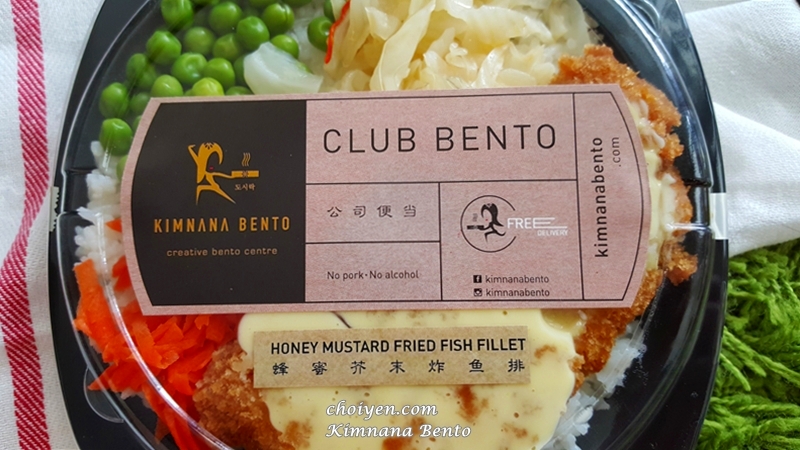 CLUB BENTO
도시락
KIMNANA BENTO
creative bento centre
公司便当
No pork · No alcohol
FREE
DELIVERY
kimnanabento
kimnanabento
kimnanabento.com
HONEY MUSTARD FRIED FISH FILLET
蜂蜜芥末炸鱼排
choiyen.com
Kimnana Bento